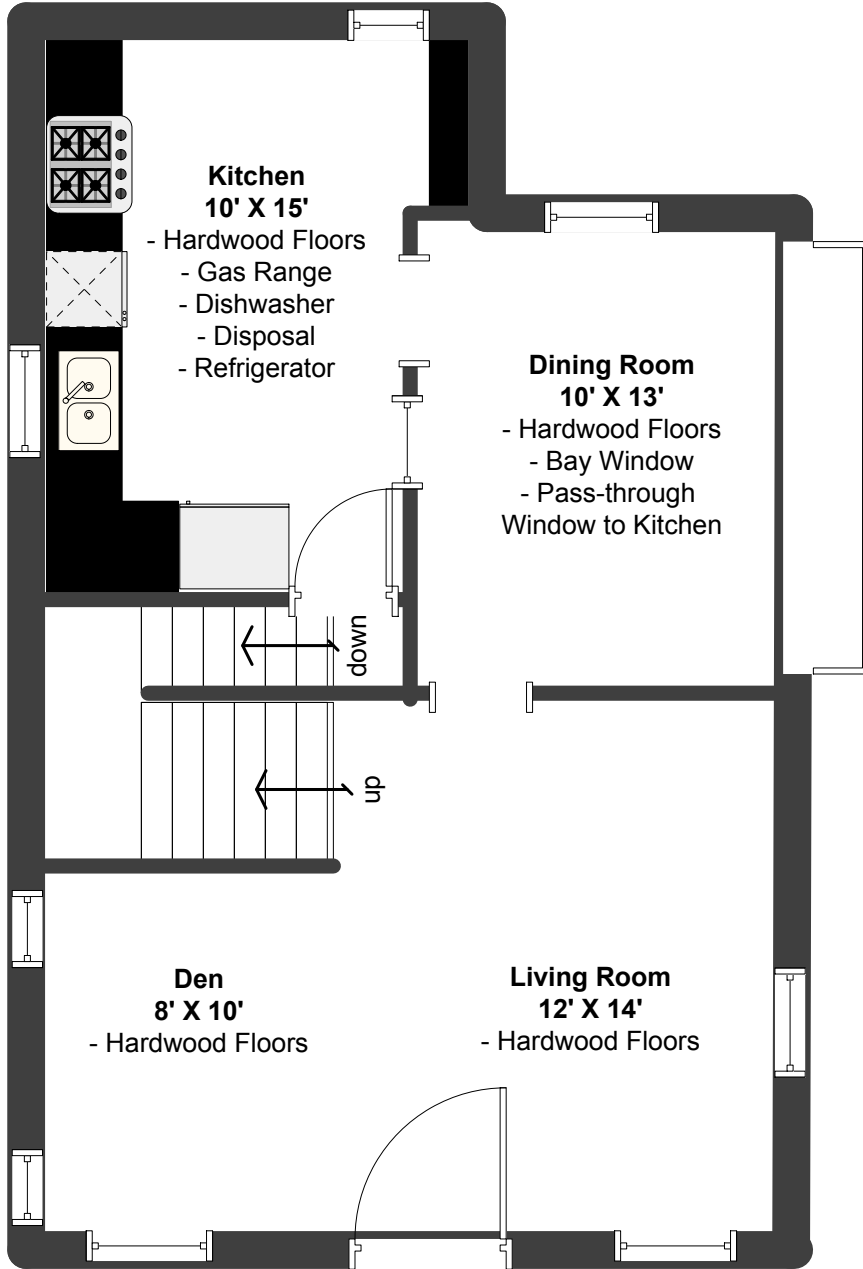 Kitchen
10' X 15'
- Hardwood Floors
- Gas Range
- Dishwasher
- Disposal
- Refrigerator
Dining Room
10' X 13'
- Hardwood Floors
- Bay Window
- Pass-through
Window to Kitchen
down
up
Den
8' X 10'
- Hardwood Floors
Living Room
12' X 14'
- Hardwood Floors